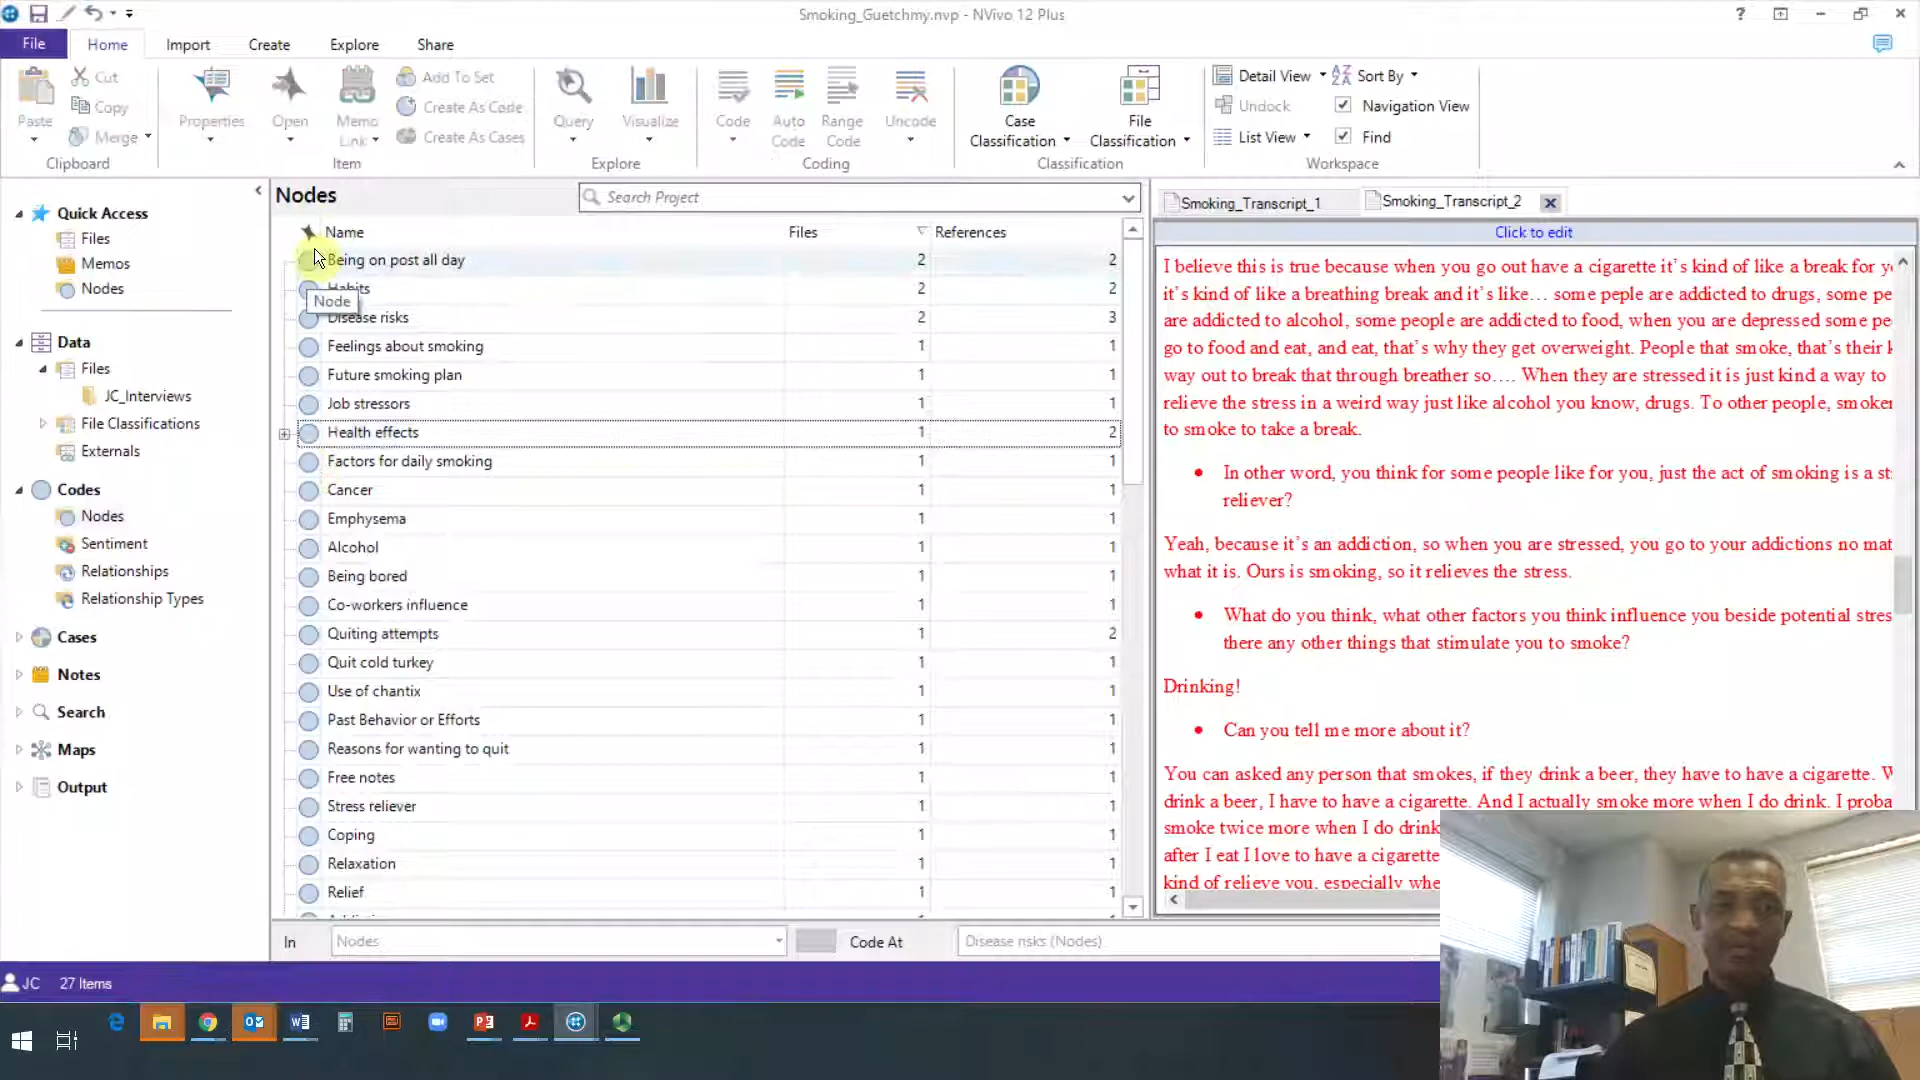 Smoking_Guetchmy.nvp - NVivo 12 Plus
File Home Import Create Explore Share
Paste Cut Copy Merge
Clipboard
Properties Open Memo Link Add To Set Create As Code Create As Cases
Item
Query Visualize
Explore
Code Auto Code Range Code Uncode
Coding
Case Classification File Classification
Classification
Detail View Sort By
Undock Navigation View
List View Find
Workspace
Quick Access
Files
Memos
Nodes
Data
Files
JC_Interviews
File Classifications
Externals
Codes
Nodes
Sentiment
Relationships
Relationship Types
Cases
Notes
Search
Maps
Output
Nodes Search Project
Name Files References
Being on post all day 2 2
Habits 2 2
Node
Disease risks 2 3
Feelings about smoking 1 1
Future smoking plan 1 1
Job stressors 1 1
Health effects 1 2
Factors for daily smoking 1 1
Cancer 1 1
Emphysema 1 1
Alcohol 1 1
Being bored 1 1
Co-workers influence 1 1
Quiting attempts 1 2
Quit cold turkey 1 1
Use of chantix 1 1
Past Behavior or Efforts 1 1
Reasons for wanting to quit 1 1
Free notes 1 1
Stress reliever 1 1
Coping 1 1
Relaxation 1 1
Relief 1 1
In Nodes Code At Disease risks (Nodes)
Smoking_Transcript_1 Smoking_Transcript_2
Click to edit
I believe this is true because when you go out have a cigarette it's kind of like a break for
it's kind of like a breathing break and it's like… some peple are addicted to drugs, some
are addicted to alcohol, some people are addicted to food, when you are depressed some
go to food and eat, and eat, that's why they get overweight. People that smoke, that's their
way out to break that through breather so…. When they are stressed it is just kind a way to
relieve the stress in a weird way just like alcohol you know, drugs. To other people,
to smoke to take a break.
• In other word, you think for some people like for you, just the act of smoking is a
reliever?
Yeah, because it's an addiction, so when you are stressed, you go to your addictions no
what it is. Ours is smoking, so it relieves the stress.
• What do you think, what other factors you think influence you beside potential
there any other things that stimulate you to smoke?
Drinking!
• Can you tell me more about it?
You can asked any person that smokes, if they drink a beer, they have to have a cigarette.
drink a beer, I have to have a cigarette. And I actually smoke more when I do drink. I
smoke twice more when I do drink
after I eat I love to have a cigarette
kind of relieve you, especially
JC 27 Items